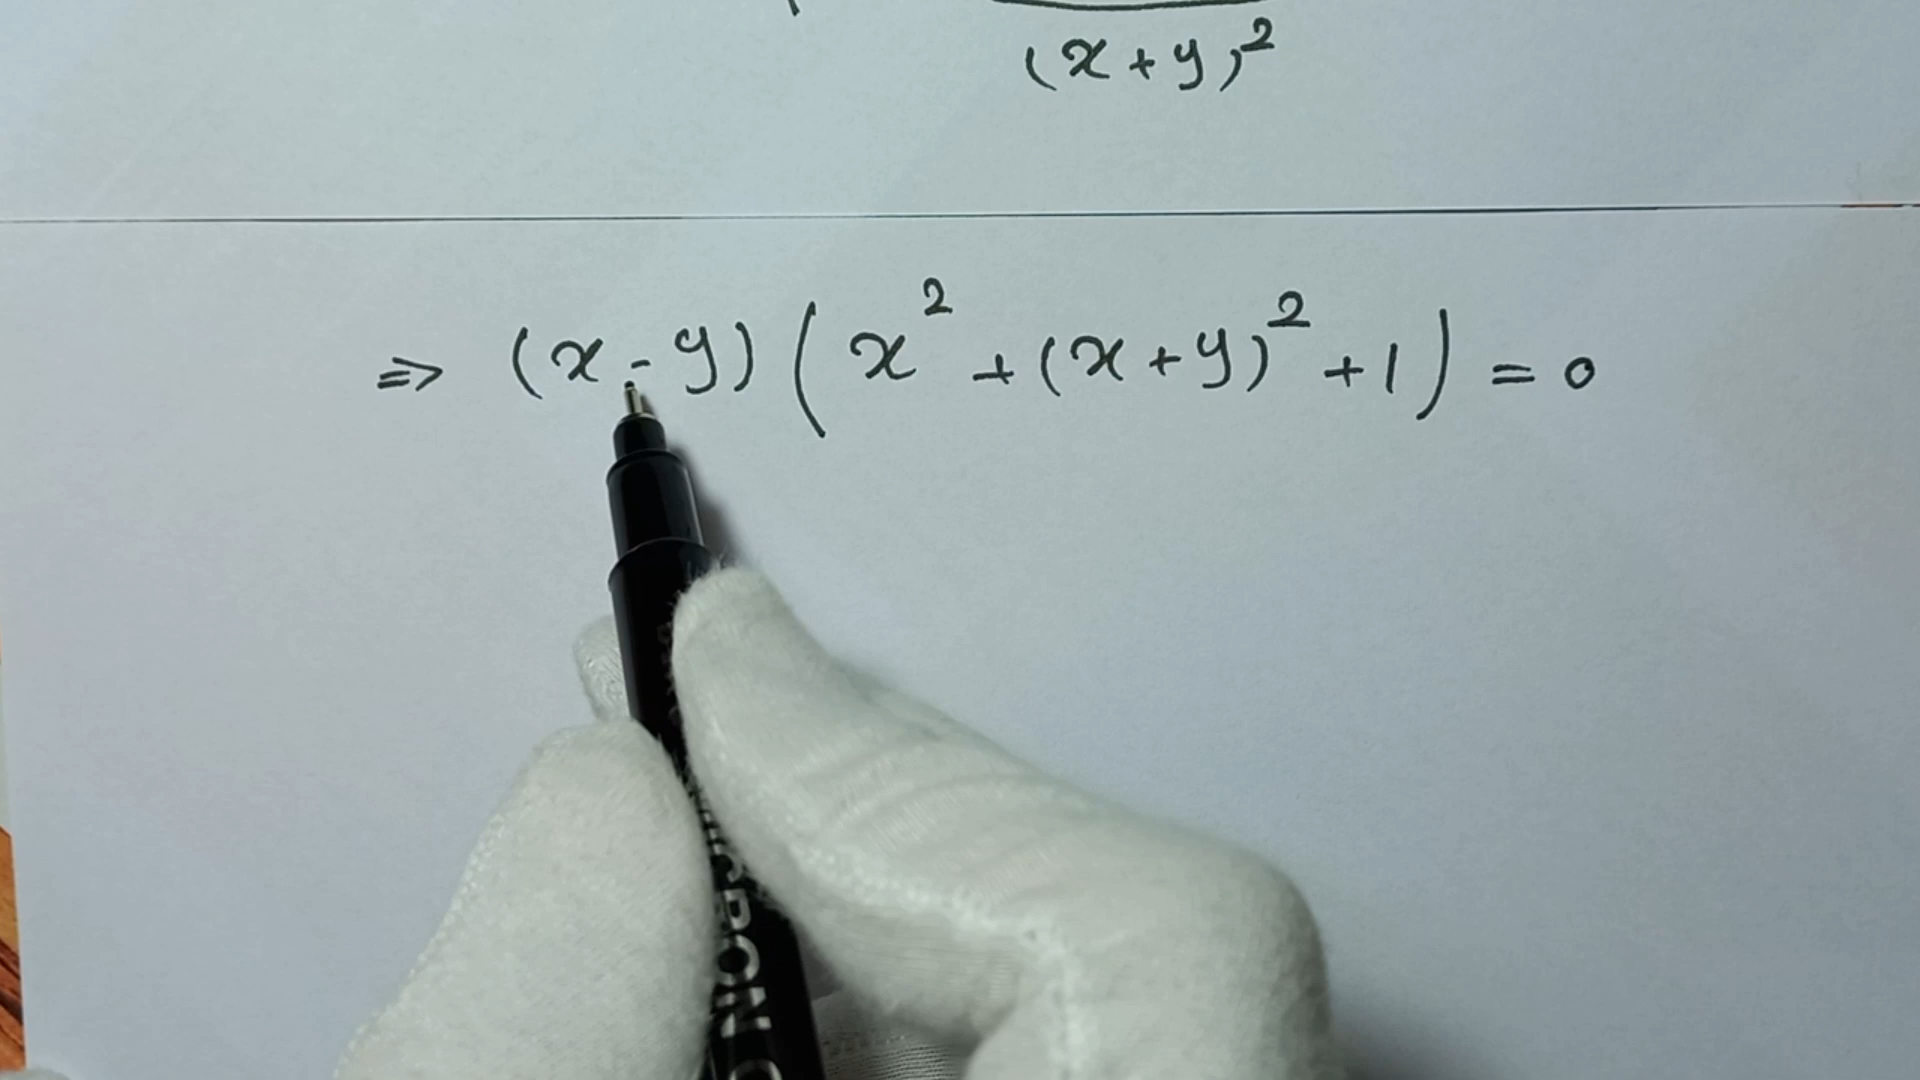 (x+y)²
⇒ (x-y)(x²+(x+y)²+1) = 0